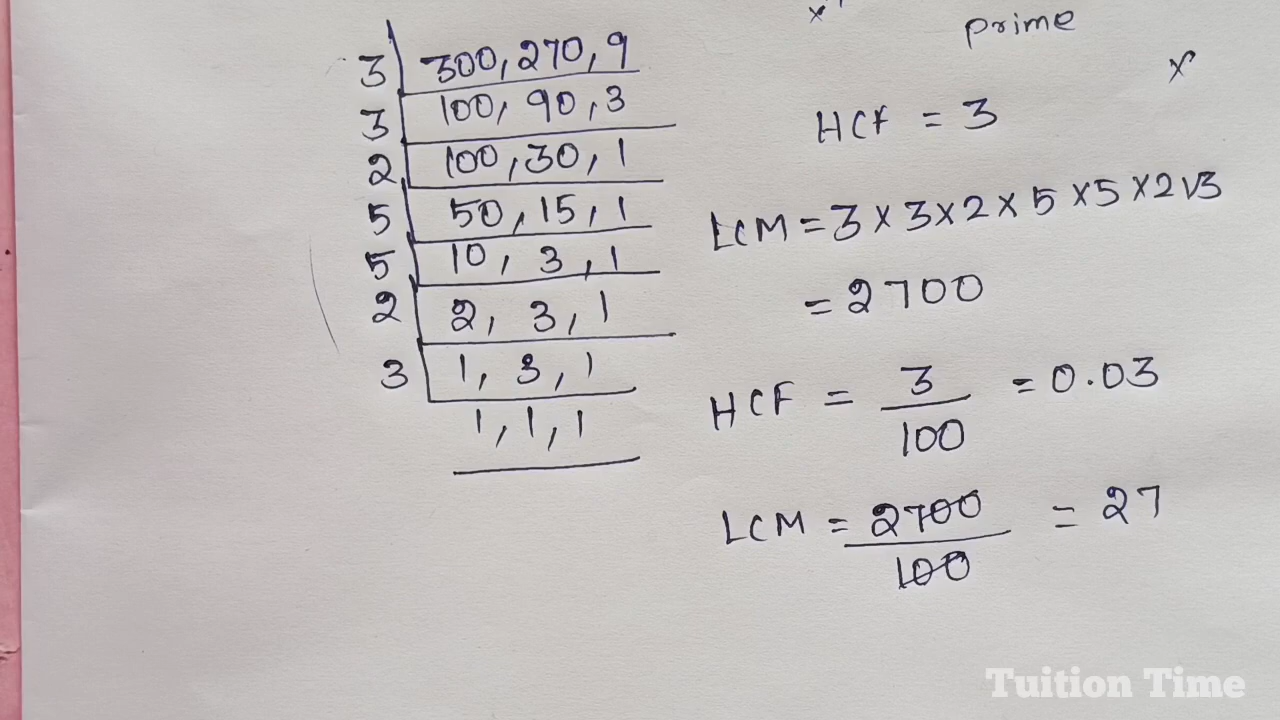 prime
3 | 300, 270, 9
3 | 100, 90, 3
2 | 100, 30, 1
5 | 50, 15, 1
5 | 10, 3, 1
2 | 2, 3, 1
3 | 1, 3, 1
1, 1, 1
x
HCF = 3
LCM = 3 × 3 × 2 × 5 × 5 × 2 × 3
= 2700
HCF = 3/100 = 0.03
LCM = 2700/100 = 27
Tuition Time